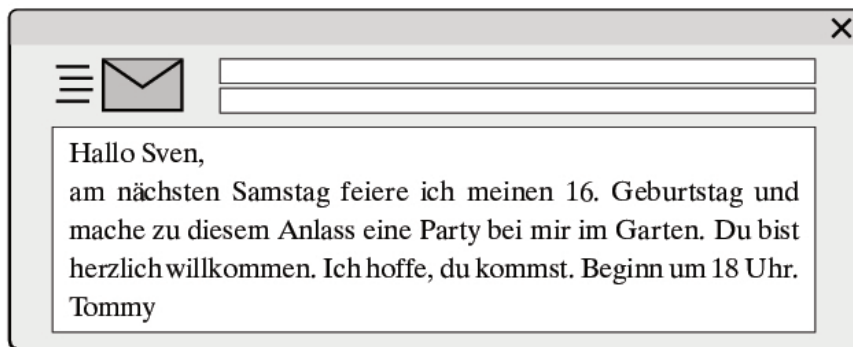 Hallo Sven,
am nächsten Samstag feiere ich meinen 16. Geburtstag und
mache zu diesem Anlass eine Party bei mir im Garten. Du bist
herzlich willkommen. Ich hoffe, du kommst. Beginn um 18 Uhr.
Tommy